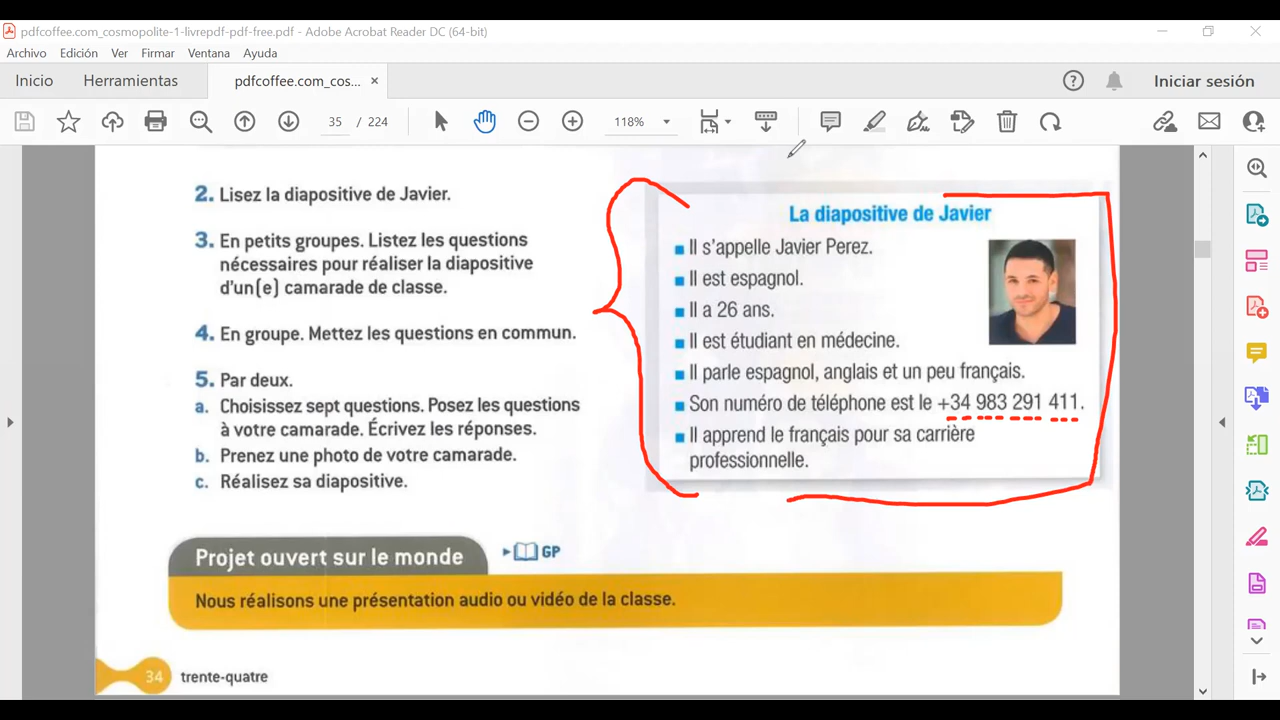 pdfcoffee.com_cosmopolite-1-livrepdf-pdf-free.pdf - Adobe Acrobat Reader DC (64-bit)
Archivo Edición Ver Firmar Ventana Ayuda
Inicio Herramientas pdfcoffee.com_cos... × Iniciar sesión
35 / 224 118%
2. Lisez la diapositive de Javier.
3. En petits groupes. Listez les questions
nécessaires pour réaliser la diapositive
d'un(e) camarade de classe.
4. En groupe. Mettez les questions en commun.
5. Par deux.
a. Choisissez sept questions. Posez les questions
à votre camarade. Écrivez les réponses.
b. Prenez une photo de votre camarade.
c. Réalisez sa diapositive.
La diapositive de Javier
Il s'appelle Javier Perez.
Il est espagnol.
Il a 26 ans.
Il est étudiant en médecine.
Il parle espagnol, anglais et un peu français.
Son numéro de téléphone est le +34 983 291 411.
Il apprend le français pour sa carrière
professionnelle.
Projet ouvert sur le monde
GP
Nous réalisons une présentation audio ou vidéo de la classe.
34 trente-quatre